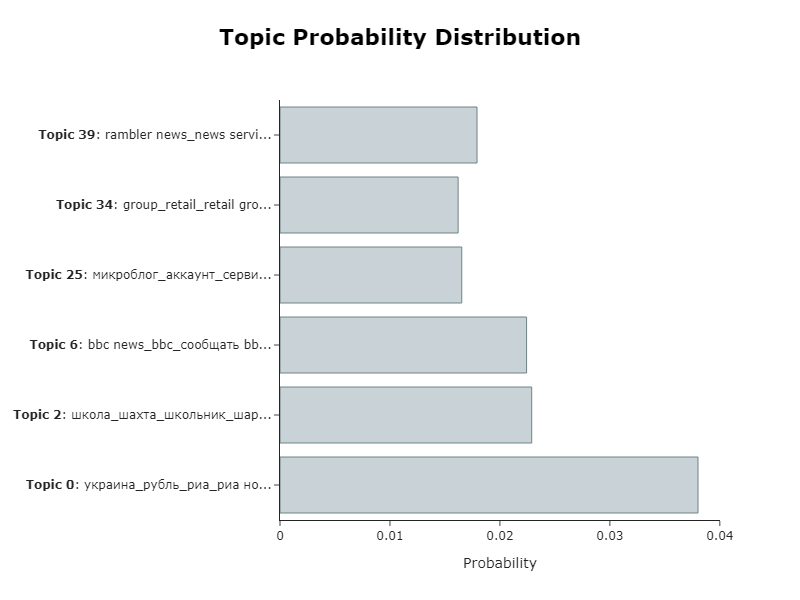 Topic Probability Distribution
Topic 39: rambler news_news servi...
Topic 34: group_retail_retail gro...
Topic 25: микроблог_аккаунт_серви...
Topic 6: bbc news_bbc_сообщать bb...
Topic 2: школа_шахта_школьник_шар...
Topic 0: украина_рубль_риа_риа но...
0 0.01 0.02 0.03 0.04
Probability